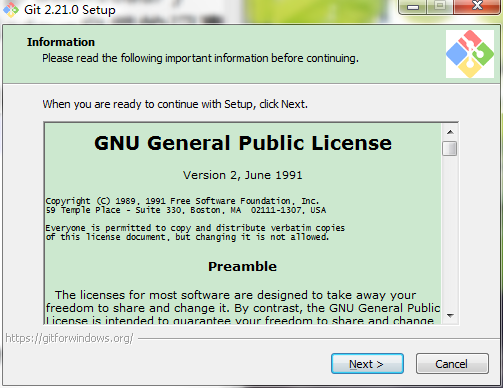 Git 2.21.0 Setup
Information
Please read the following important information before continuing.
When you are ready to continue with Setup, click Next.
GNU General Public License
Version 2, June 1991
Copyright (C) 1989, 1991 Free Software Foundation, Inc.
59 Temple Place - Suite 330, Boston, MA  02111-1307, USA
Everyone is permitted to copy and distribute verbatim copies
of this license document, but changing it is not allowed.
Preamble
The licenses for most software are designed to take away your
freedom to share and change it. By contrast, the GNU General Public
License is intended to guarantee your freedom to share and change
https://gitforwindows.org/
Next >
Cancel